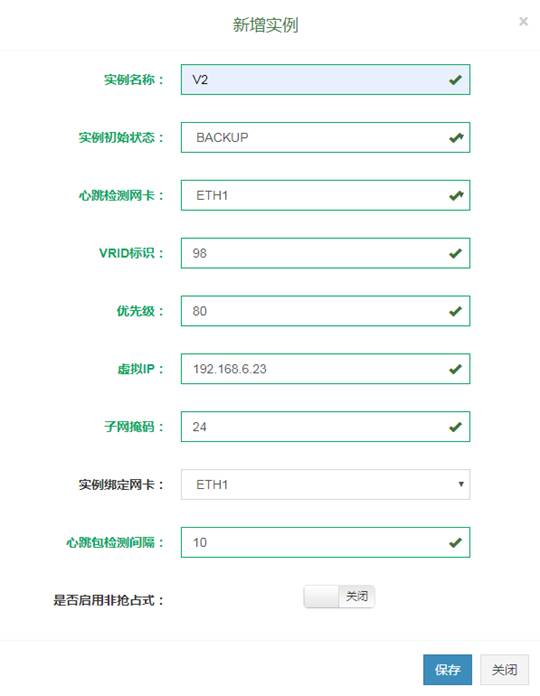 新增实例
×
实例名称： V2
实例初始状态： BACKUP
心跳检测网卡： ETH1
VRID标识： 98
优先级： 80
虚拟IP： 192.168.6.23
子网掩码： 24
实例绑定网卡： ETH1
心跳包检测间隔： 10
是否启用非抢占式： 关闭
保存 关闭